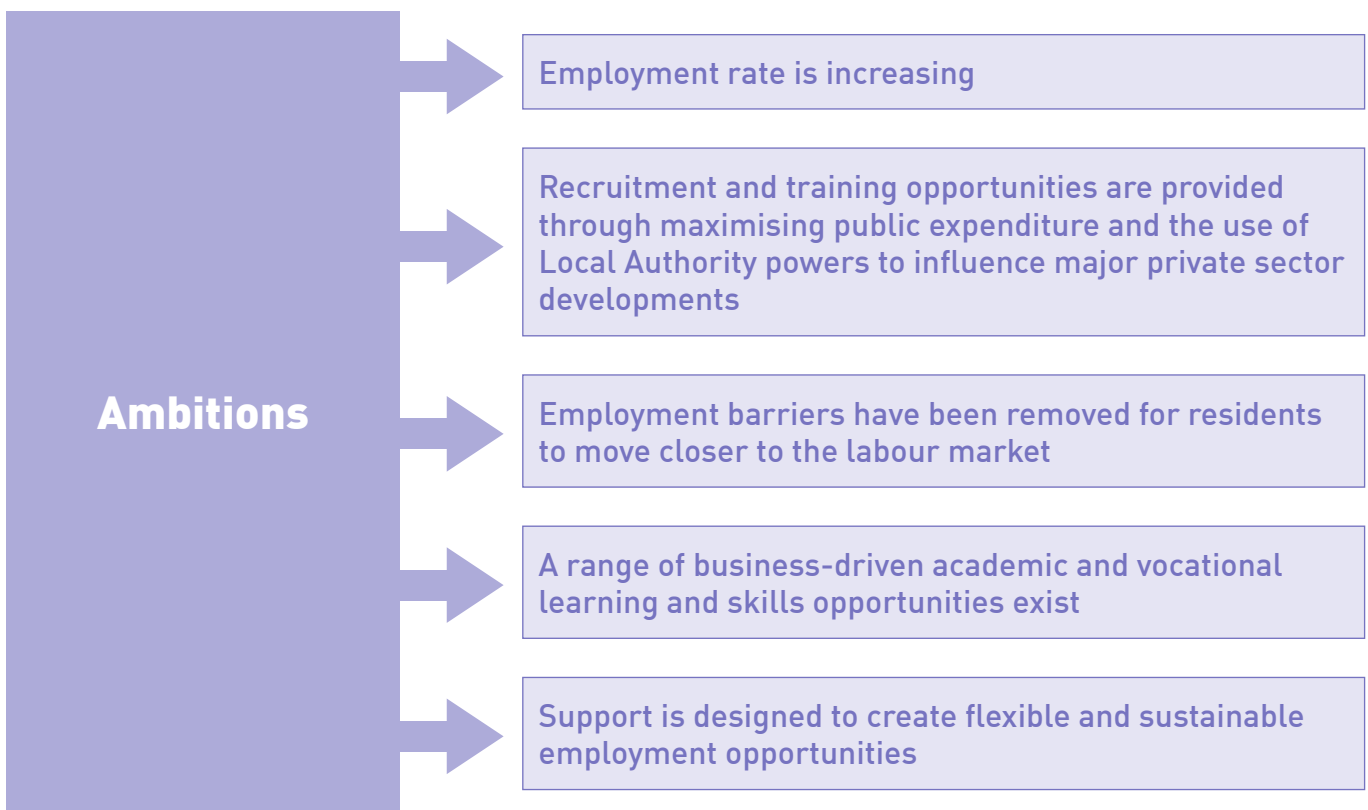 Ambitions
Employment rate is increasing
Recruitment and training opportunities are provided
through maximising public expenditure and the use of
Local Authority powers to influence major private sector
developments
Employment barriers have been removed for residents
to move closer to the labour market
A range of business-driven academic and vocational
learning and skills opportunities exist
Support is designed to create flexible and sustainable
employment opportunities